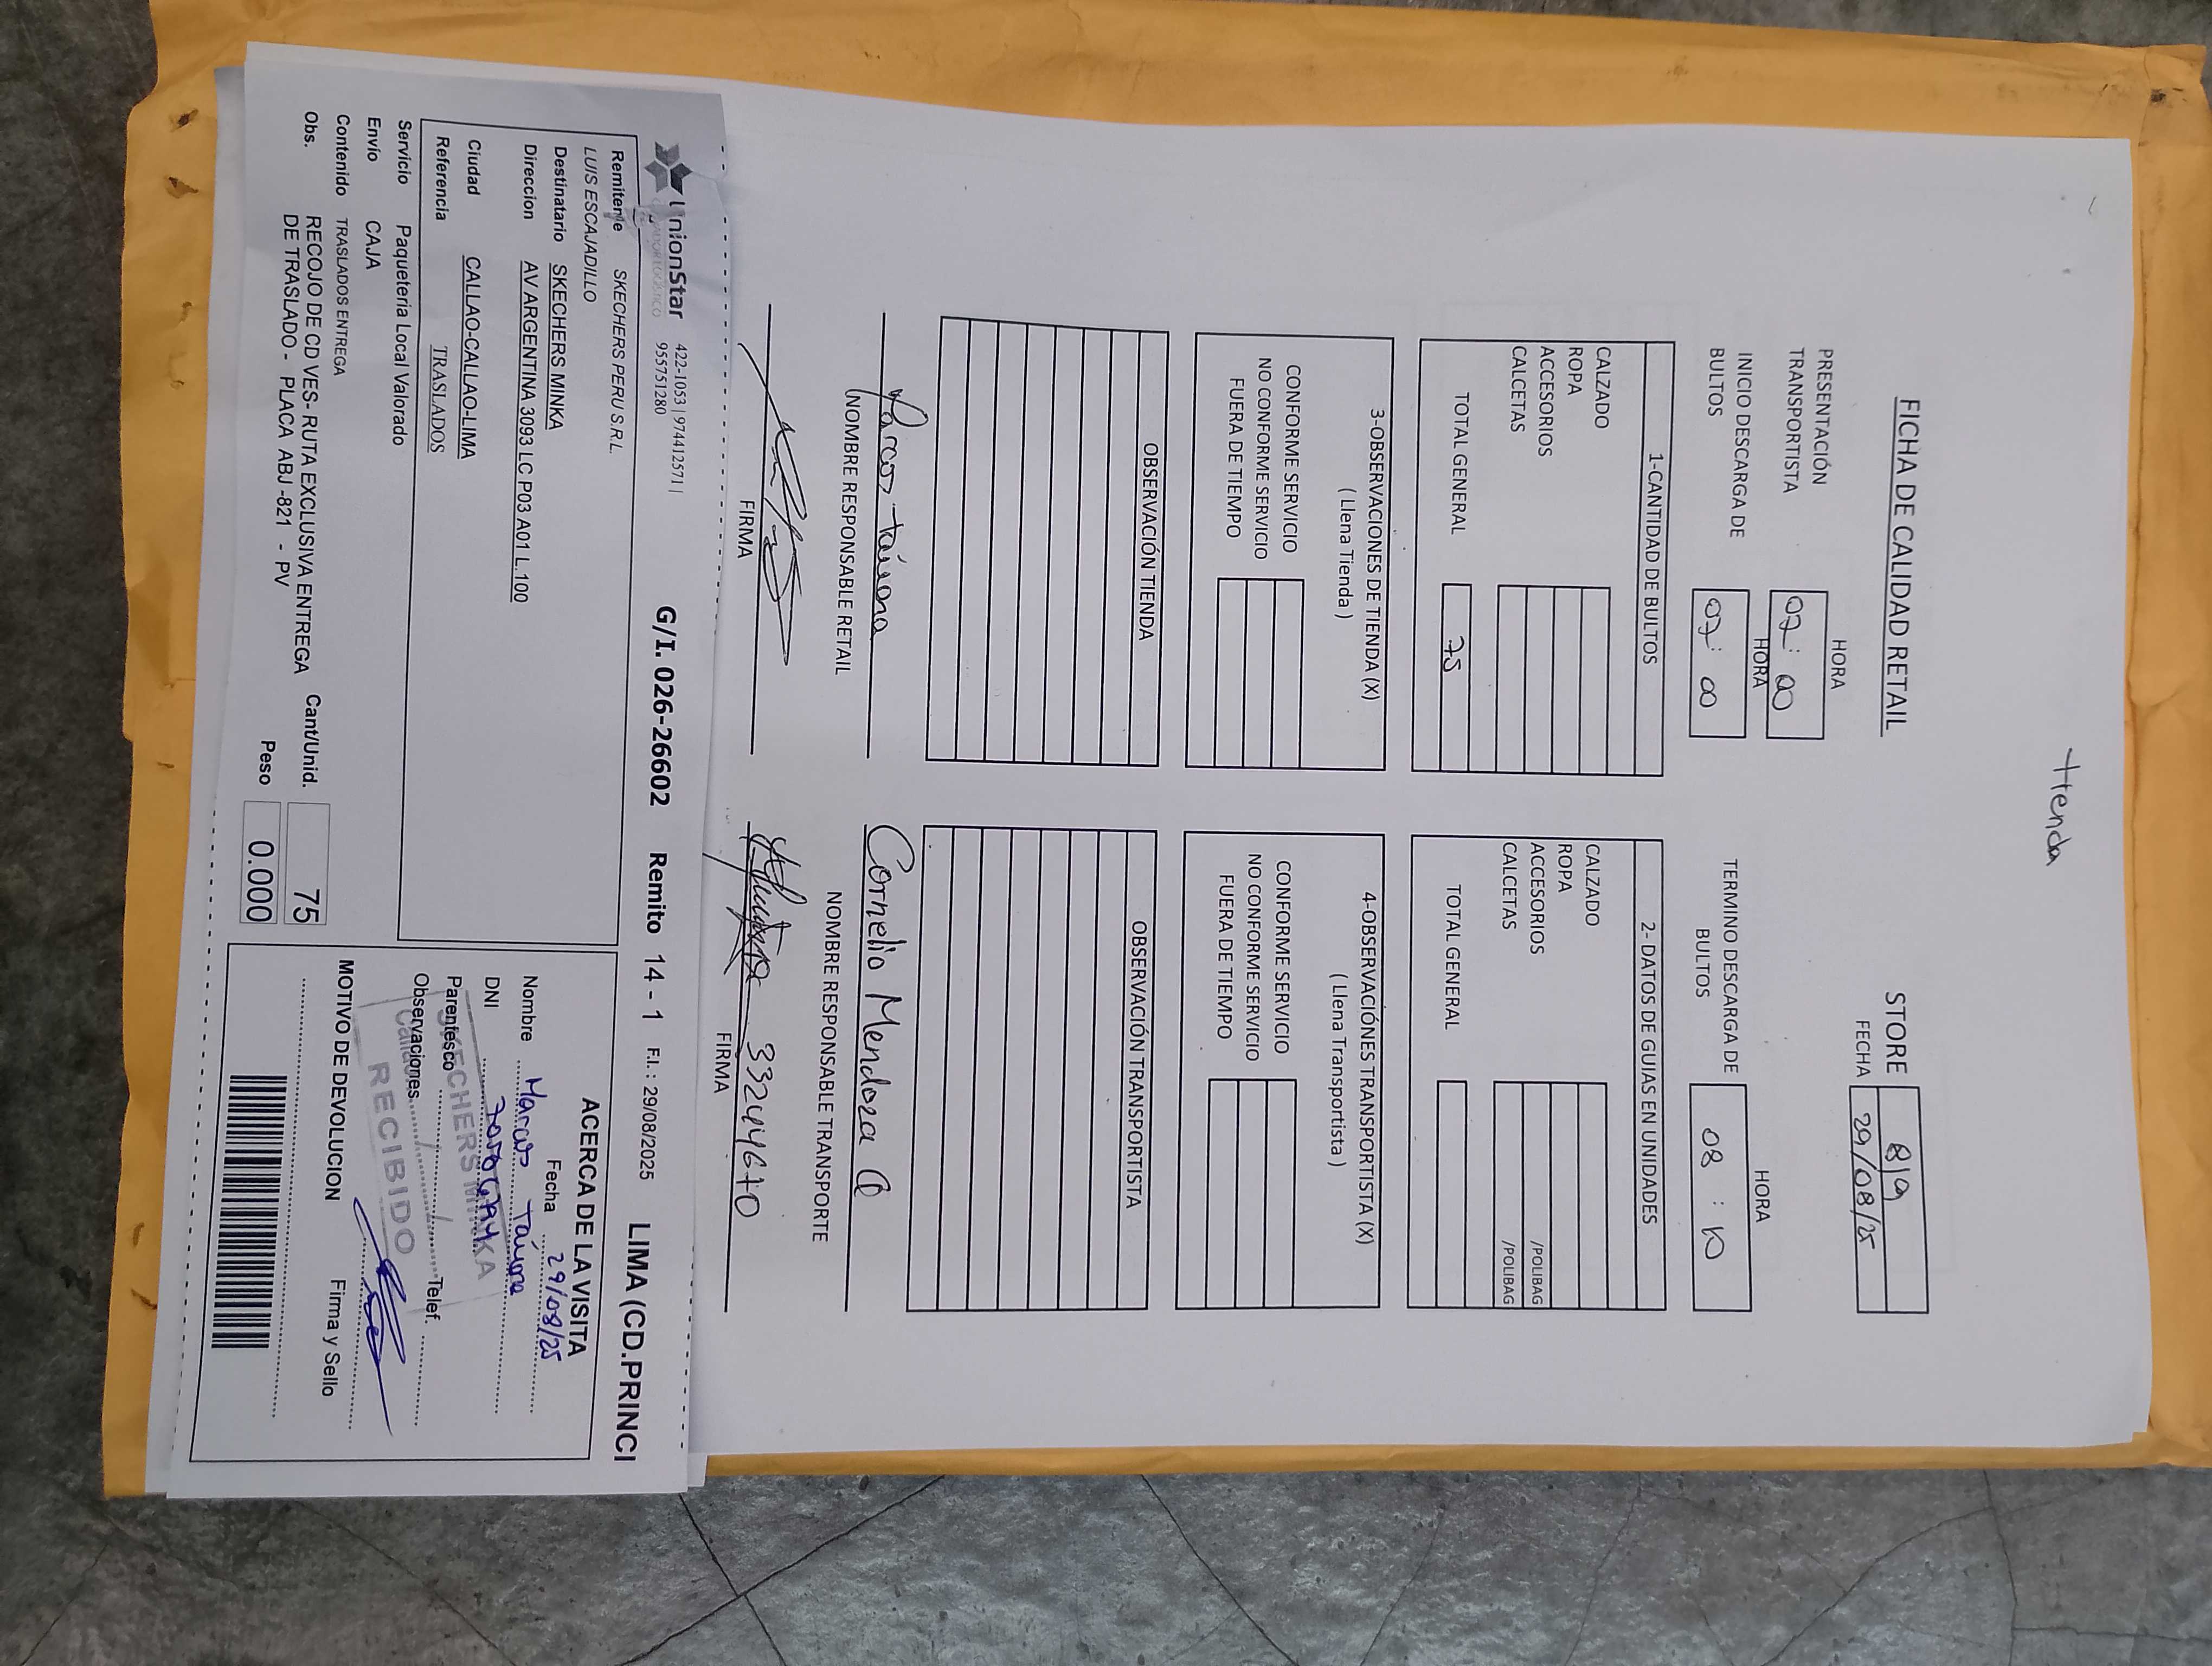 tienda
FICHA DE CALIDAD RETAIL
STORE 819
FECHA 29/08/25
HORA
PRESENTACIÓN TRANSPORTISTA 07:00
HORA
INICIO DESCARGA DE BULTOS 07:00
HORA
TERMINO DESCARGA DE BULTOS 08:10
1-CANTIDAD DE BULTOS
CALZADO
ROPA
ACCESORIOS
CALCETAS
TOTAL GENERAL 75
2- DATOS DE GUIAS EN UNIDADES
CALZADO
ROPA
ACCESORIOS /POLIBAG
CALCETAS /POLIBAG
TOTAL GENERAL
3-OBSERVACIONES DE TIENDA (X)
( Llena Tienda )
CONFORME SERVICIO
NO CONFORME SERVICIO
FUERA DE TIEMPO
4-OBSERVACIÓNES TRANSPORTISTA (X)
( Llena Transportista )
CONFORME SERVICIO
NO CONFORME SERVICIO
FUERA DE TIEMPO
OBSERVACIÓN TIENDA
OBSERVACIÓN TRANSPORTISTA
Marcos Taiona
NOMBRE RESPONSABLE RETAIL
Cornelio Mendoza Q
NOMBRE RESPONSABLE TRANSPORTE
FIRMA
33244670
FIRMA
UnionStar
OPERADOR LOGÍSTICO
422-1053 | 974412571 |
955751280
G/I. 026-26602 Remito 14 - 1 F.I.: 29/08/2025 LIMA (CD.PRINCI
Remitente SKECHERS PERU S.R.L.
LUIS ESCAJADILLO
Destinatario SKECHERS MINKA
Direccion AV ARGENTINA 3093 LC P03 A01 L.100
Ciudad CALLAO-CALLAO-LIMA
Referencia TRASLADOS
Servicio Paqueteria Local Valorado
Envio CAJA
Contenido TRASLADOS ENTREGA
Obs. RECOJO DE CD VES- RUTA EXCLUSIVA ENTREGA
DE TRASLADO - PLACA ABJ -821 - PV
Cant/Unid. 75
Peso 0.000
ACERCA DE LA VISITA
Fecha 29/08/25
Nombre Marcos
DNI
Parentesco
Telef.
Observaciones
SKECHERS MINKA
RECIBIDO
MOTIVO DE DEVOLUCION
Firma y Sello